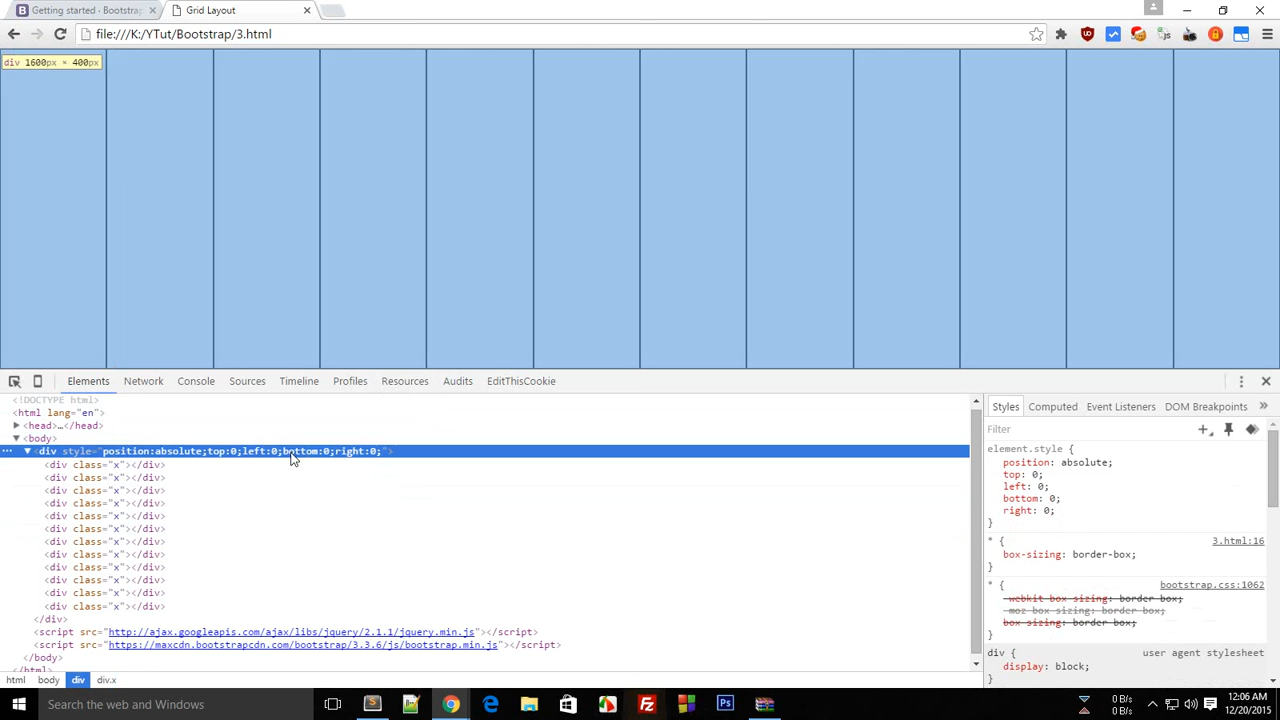 Getting started · Bootstrap
Grid Layout
file:///K:/YTut/Bootstrap/3.html
div 1600px × 400px
Elements Network Console Sources Timeline Profiles Resources Audits EditThisCookie
<!DOCTYPE html>
<html lang="en">
<head>…</head>
<body>
<div style="position:absolute;top:0;left:0;bottom:0;right:0;">
<div class="x"></div>
<div class="x"></div>
<div class="x"></div>
<div class="x"></div>
<div class="x"></div>
<div class="x"></div>
<div class="x"></div>
<div class="x"></div>
<div class="x"></div>
<div class="x"></div>
<div class="x"></div>
<div class="x"></div>
</div>
<script src="http://ajax.googleapis.com/ajax/libs/jquery/2.1.1/jquery.min.js"></script>
<script src="https://maxcdn.bootstrapcdn.com/bootstrap/3.3.6/js/bootstrap.min.js"></script>
</body>
</html>
html body div div.x
Styles Computed Event Listeners DOM Breakpoints
Filter
element.style {
position: absolute;
top: 0;
left: 0;
bottom: 0;
right: 0;
}
* { 3.html:16
box-sizing: border-box;
}
* { bootstrap.css:1062
-webkit-box-sizing: border-box;
-moz-box-sizing: border-box;
box-sizing: border-box;
}
div { user agent stylesheet
display: block;
}
Search the web and Windows
0 B/s
0 B/s
12:06 AM
12/20/2015